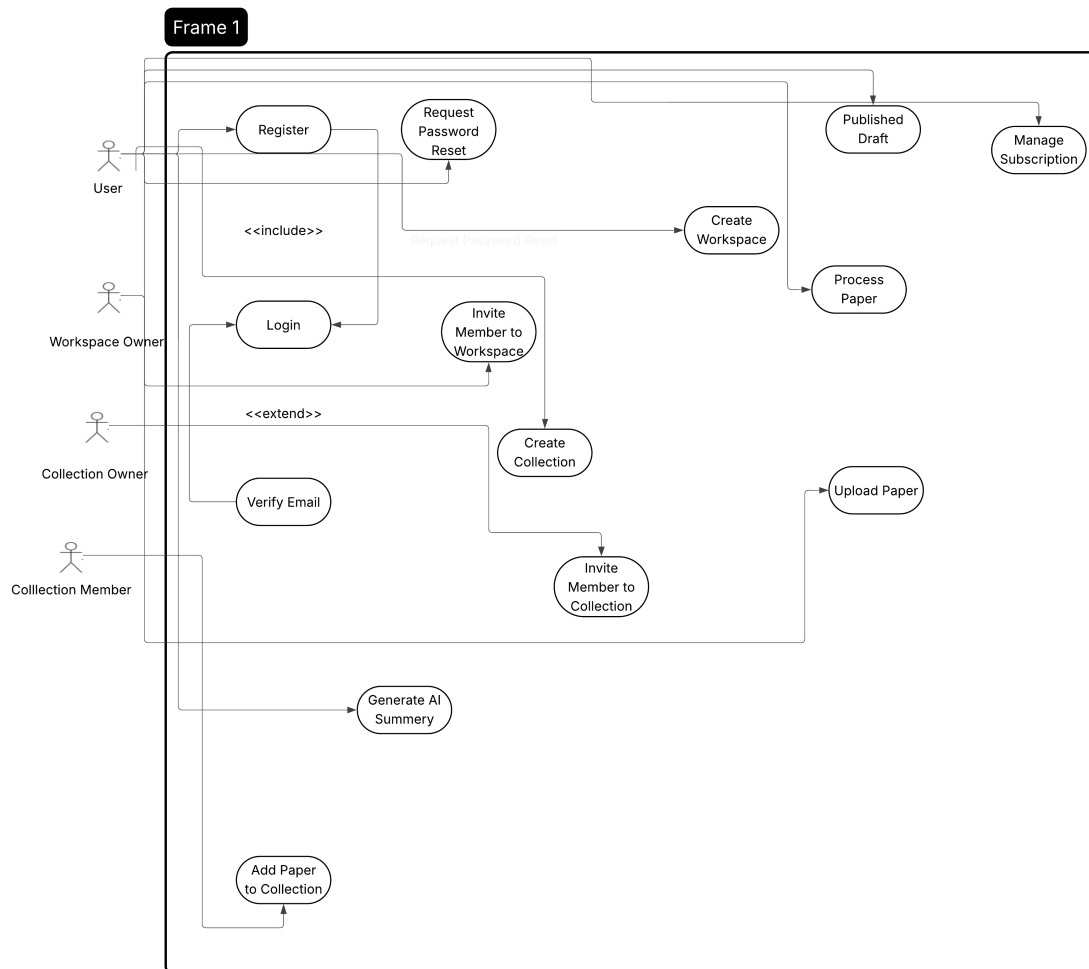 Frame 1
Register
Request
Password
Reset
Published
Draft
Manage
Subscription
User
<<include>>
Create
Workspace
Request Password Reset
Process
Paper
Workspace Owner
Login
Invite
Member to
Workspace
<<extend>>
Collection Owner
Create
Collection
Verify Email
Upload Paper
Colllection Member
Invite
Member to
Collection
Generate AI
Summery
Add Paper
to Collection